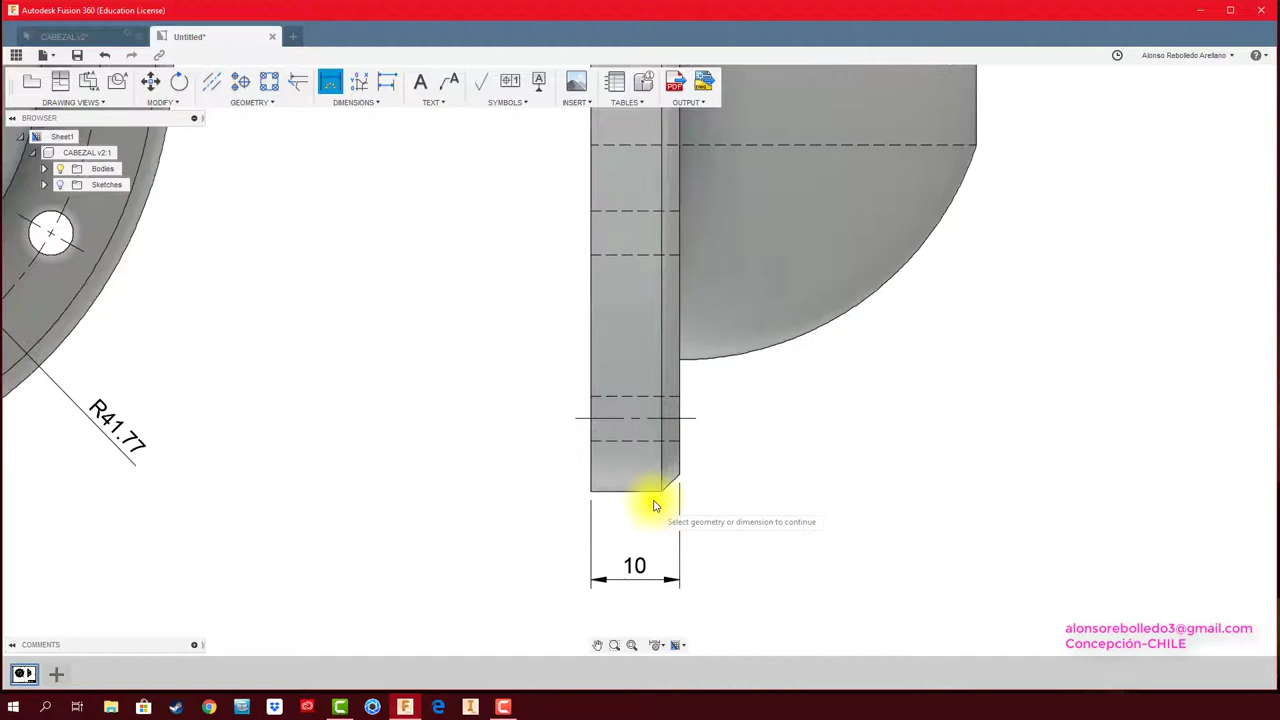 Autodesk Fusion 360 (Education License)
CABEZAL v2*
Untitled*
Alonso Rebolledo Arellano
DRAWING VIEWS
MODIFY
GEOMETRY
DIMENSIONS
TEXT
SYMBOLS
INSERT
TABLES
OUTPUT
BROWSER
Sheet1
CABEZAL v2:1
Bodies
Sketches
R41.77
Select geometry or dimension to continue
10
alonsorebolledo3@gmail.com
Concepción-CHILE
COMMENTS